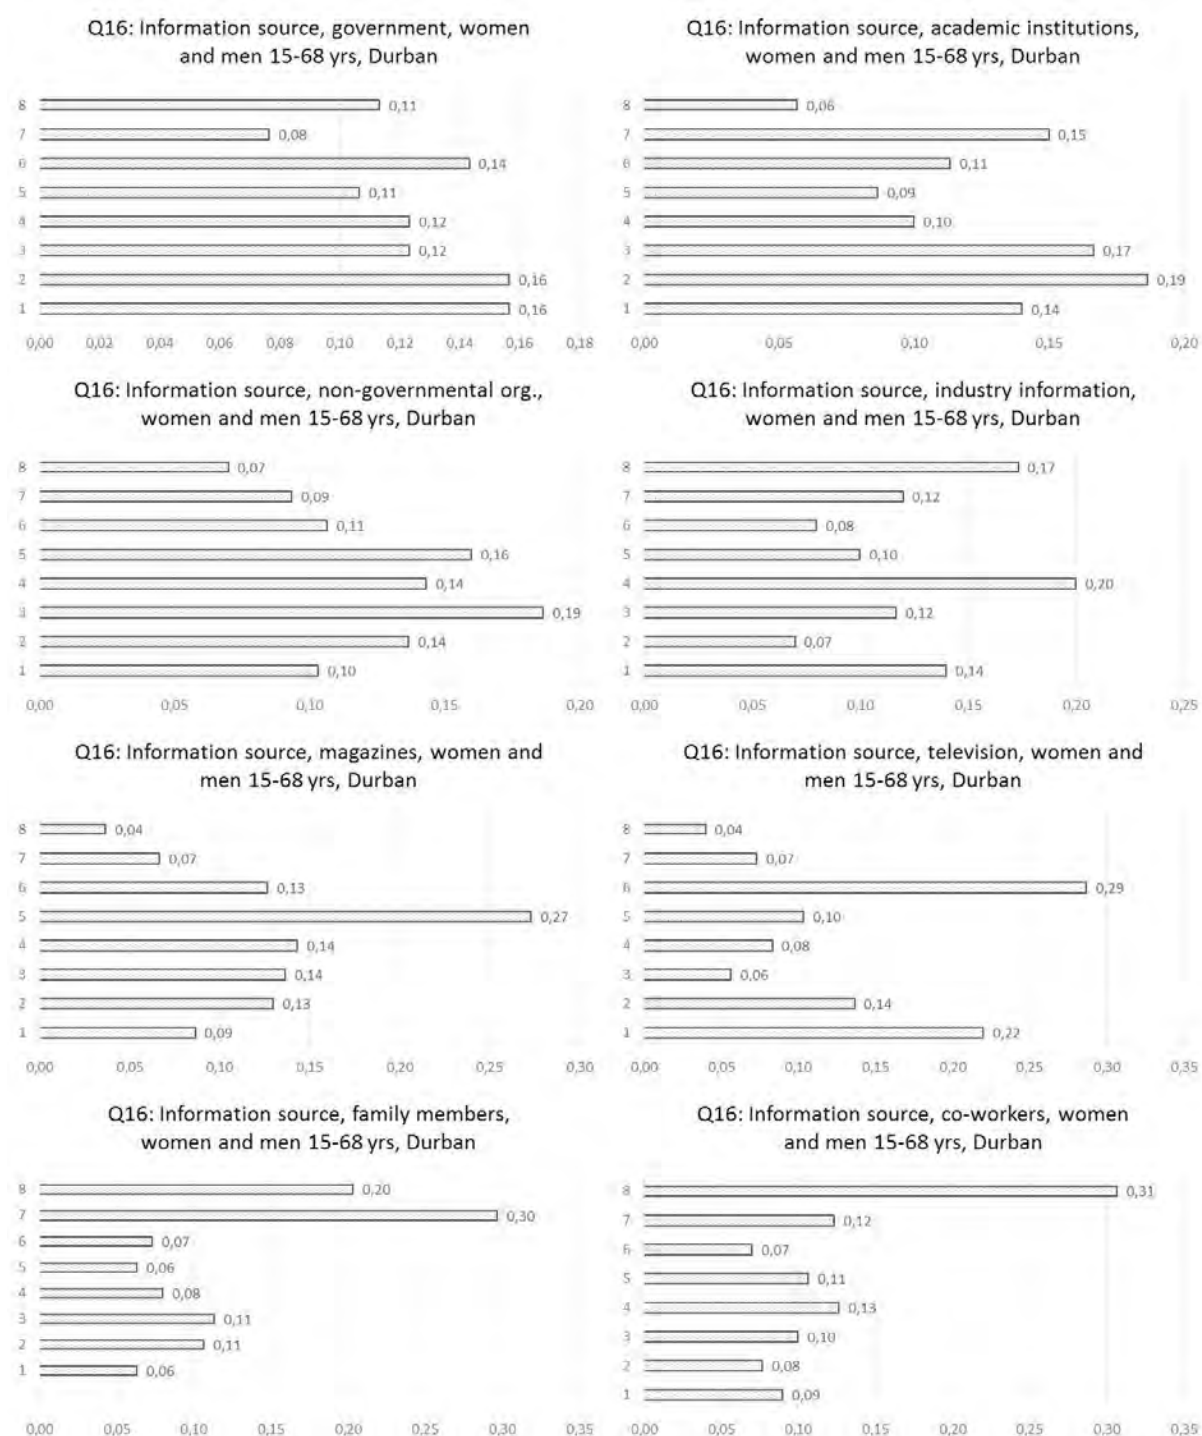 Q16: Information source, government, women
and men 15-68 yrs, Durban
8 0,11
7 0,08
6 0,14
5 0,11
4 0,12
3 0,12
2 0,16
1 0,16
0,00 0,02 0,04 0,06 0,08 0,10 0,12 0,14 0,16 0,18
Q16: Information source, academic institutions,
women and men 15-68 yrs, Durban
8 0,06
7 0,15
6 0,11
5 0,09
4 0,10
3 0,17
2 0,19
1 0,14
0,00 0,05 0,10 0,15 0,20
Q16: Information source, non-governmental org.,
women and men 15-68 yrs, Durban
8 0,07
7 0,09
6 0,11
5 0,16
4 0,14
3 0,19
2 0,14
1 0,10
0,00 0,05 0,10 0,15 0,20
Q16: Information source, industry information,
women and men 15-68 yrs, Durban
8 0,17
7 0,12
6 0,08
5 0,10
4 0,20
3 0,12
2 0,07
1 0,14
0,00 0,05 0,10 0,15 0,20 0,25
Q16: Information source, magazines, women and
men 15-68 yrs, Durban
8 0,04
7 0,07
6 0,13
5 0,27
4 0,14
3 0,14
2 0,13
1 0,09
0,00 0,05 0,10 0,15 0,20 0,25 0,30
Q16: Information source, television, women and
men 15-68 yrs, Durban
8 0,04
7 0,07
6 0,29
5 0,10
4 0,08
3 0,06
2 0,14
1 0,22
0,00 0,05 0,10 0,15 0,20 0,25 0,30 0,35
Q16: Information source, family members,
women and men 15-68 yrs, Durban
8 0,20
7 0,30
6 0,07
5 0,06
4 0,08
3 0,11
2 0,11
1 0,06
0,00 0,05 0,10 0,15 0,20 0,25 0,30 0,35
Q16: Information source, co-workers, women
and men 15-68 yrs, Durban
8 0,31
7 0,12
6 0,07
5 0,11
4 0,13
3 0,10
2 0,08
1 0,09
0,00 0,05 0,10 0,15 0,20 0,25 0,30 0,35